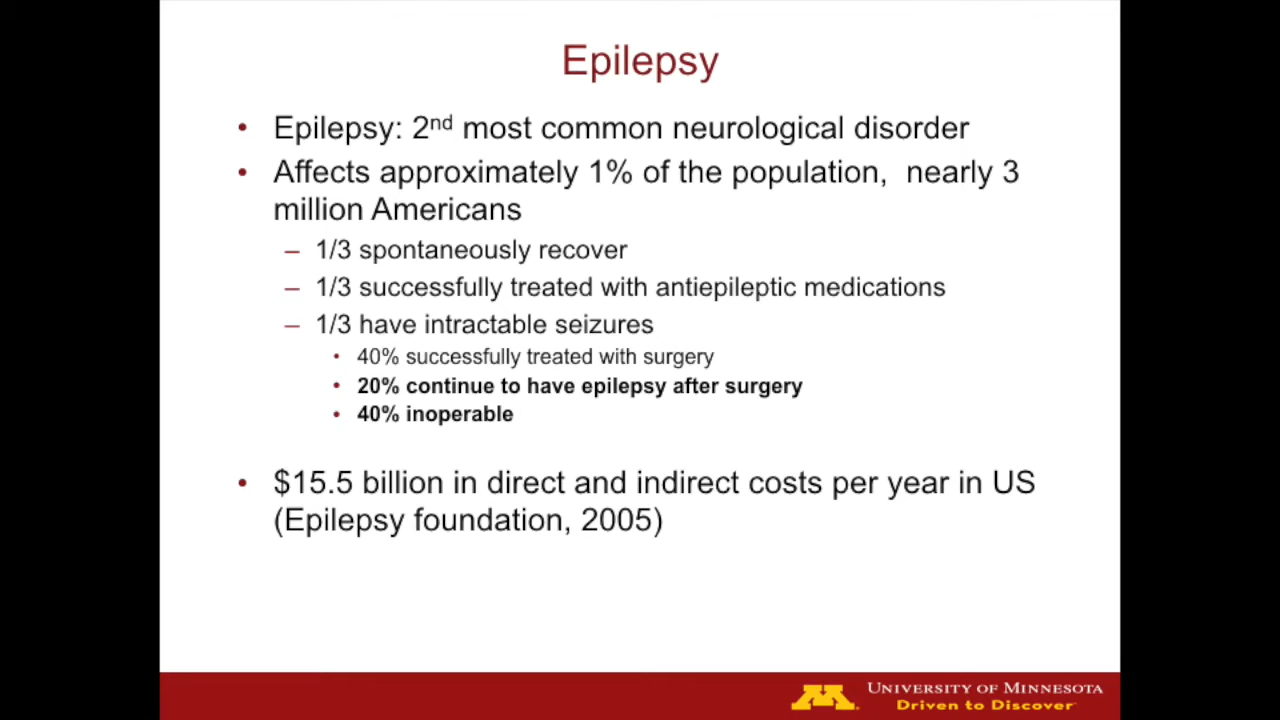 Epilepsy
• Epilepsy: 2nd most common neurological disorder
• Affects approximately 1% of the population, nearly 3
million Americans
– 1/3 spontaneously recover
– 1/3 successfully treated with antiepileptic medications
– 1/3 have intractable seizures
• 40% successfully treated with surgery
• 20% continue to have epilepsy after surgery
• 40% inoperable
• $15.5 billion in direct and indirect costs per year in US
(Epilepsy foundation, 2005)
M
UNIVERSITY OF MINNESOTA
Driven to Discover